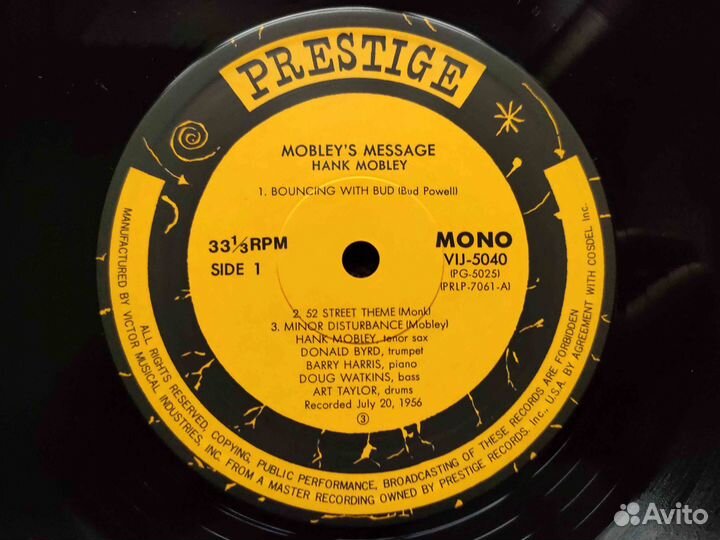 PRESTIGE
MOBLEY'S MESSAGE
HANK MOBLEY
1. BOUNCING WITH BUD (Bud Powell)
33⅓RPM
SIDE 1
MONO
VIJ-5040
(PG-5025)
(PRLP-7061-A)
2. 52 STREET THEME (Monk)
3. MINOR DISTURBANCE (Mobley)
HANK MOBLEY, tenor sax
DONALD BYRD, trumpet
BARRY HARRIS, piano
DOUG WATKINS, bass
ART TAYLOR, drums
Recorded July 20, 1956
③
ALL RIGHTS RESERVED, COPYING, PUBLIC PERFORMANCE, BROADCASTING OF THESE RECORDS ARE FORBIDDEN
MANUFACTURED BY VICTOR MUSICAL INDUSTRIES, INC. FROM A MASTER RECORDING OWNED BY PRESTIGE RECORDS. Inc., U.S.A. BY AGREEMENT WITH COSDEL Inc.
Avito